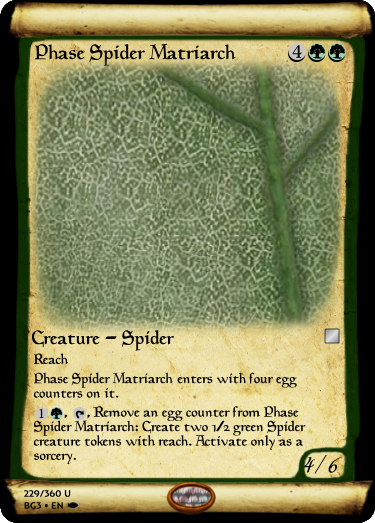 Phase Spider Matriarch 4
Creature – Spider
Reach
Phase Spider Matriarch enters with four egg
counters on it.
1, , Remove an egg counter from Phase
Spider Matriarch: Create two 1/2 green Spider
creature tokens with reach. Activate only as a
sorcery.
4/6
229/360 U
BG3 • EN